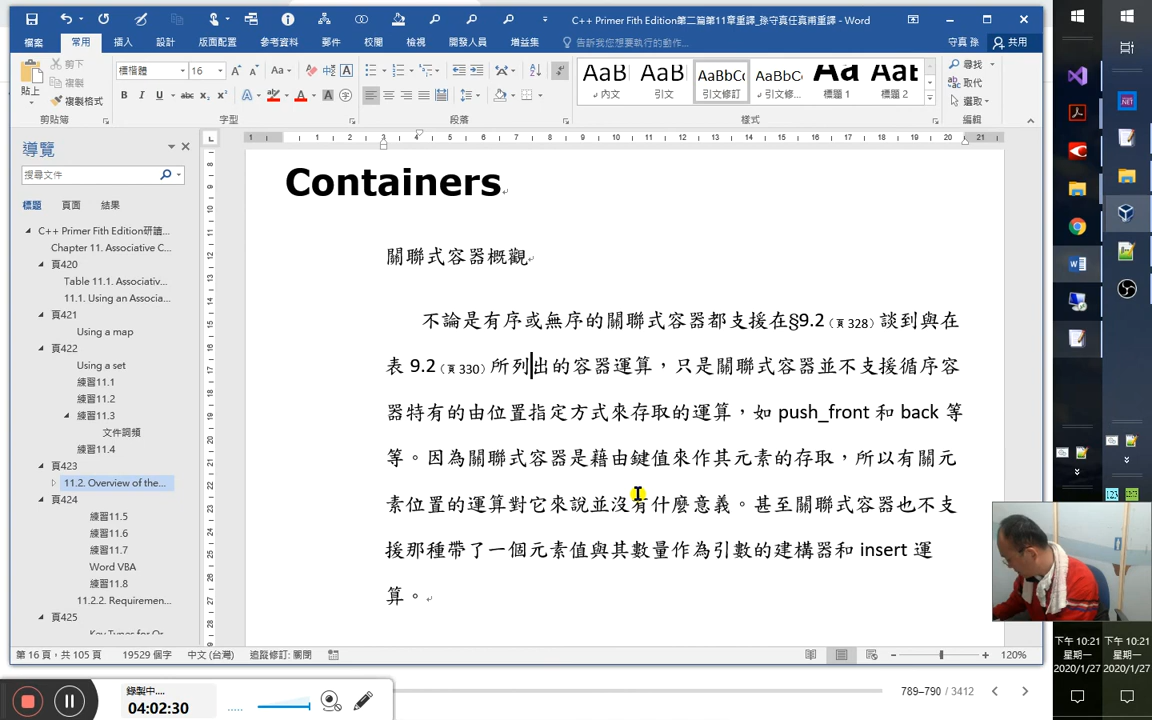 C++ Primer Fith Edition第二篇第11章重譯_孫守真任真甫重譯 - Word
檔案 常用 插入 設計 版面配置 參考資料 郵件 校閱 檢視 開發人員 增益集 告訴我您想要執行的動作... 守真 孫 共用
貼上 剪下 複製 複製格式
標楷體 16
AaB 內文
AaB 引文
AaBbCc 引文修訂
AaBbC 引文修...
Aa 標題 1
Aat 標題 2
尋找 取代 選取
剪貼簿 字型 段落 樣式 編輯
導覽
搜尋文件
標題 頁面 結果
C++ Primer Fith Edition研讀...
Chapter 11. Associative C...
頁420
Table 11.1. Associativ...
11.1. Using an Associa...
頁421
Using a map
頁422
Using a set
練習11.1
練習11.2
練習11.3
文件詞頻
練習11.4
頁423
11.2. Overview of the...
頁424
練習11.5
練習11.6
練習11.7
Word VBA
練習11.8
11.2.2. Requiremen...
頁425
Key Types for Or
Containers
關聯式容器概觀
不論是有序或無序的關聯式容器都支援在§9.2（頁 328）談到與在
表 9.2（頁 330）所列出的容器運算，只是關聯式容器並不支援循序容
器特有的由位置指定方式來存取的運算，如 push_front 和 back 等
等。因為關聯式容器是藉由鍵值來作其元素的存取，所以有關元
素位置的運算對它來說並沒有什麼意義。甚至關聯式容器也不支
援那種帶了一個元素值與其數量作為引數的建構器和 insert 運
算。
第 16 頁，共 105 頁 19529 個字 中文 (台灣) 追蹤修訂: 關閉 120%
錄製中....
04:02:30
789–790 / 3412
下午 10:21 下午 10:21
星期一 星期一
2020/1/27 2020/1/27